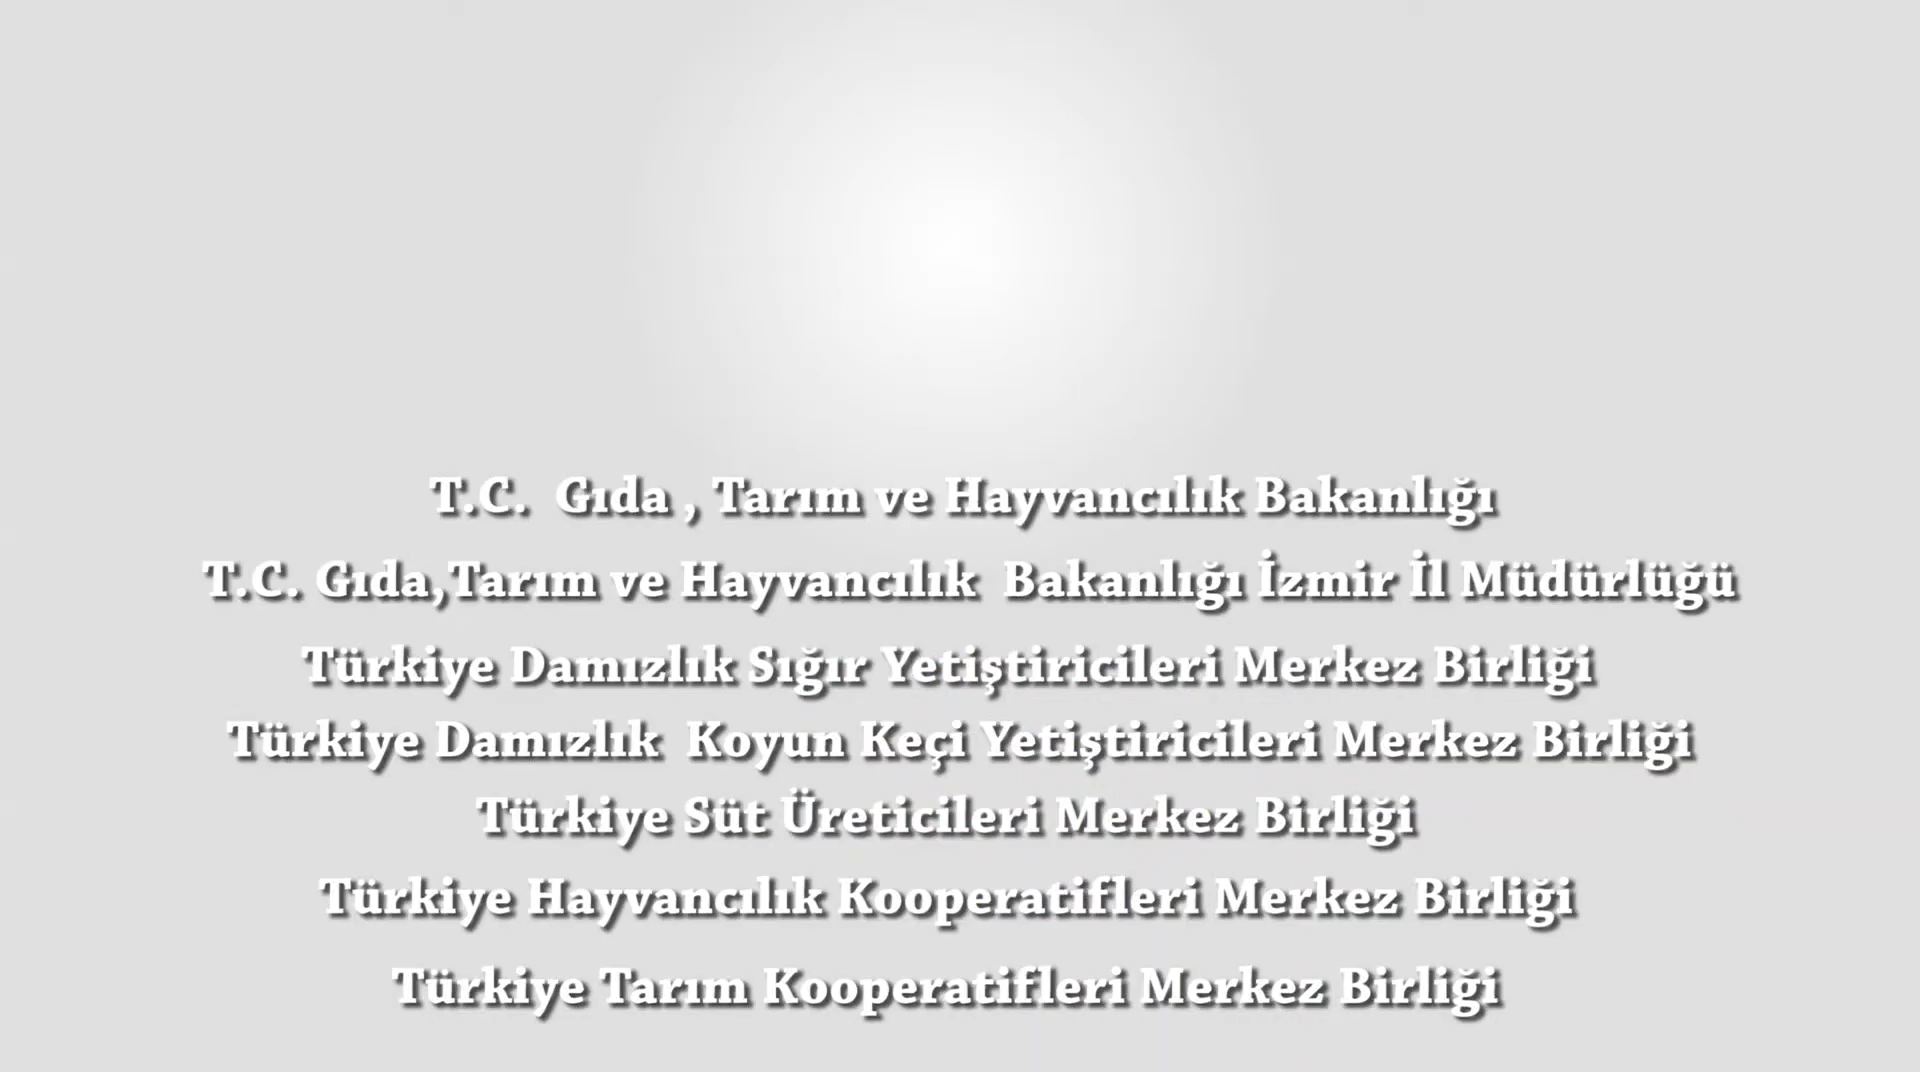 T.C.  Gıda , Tarım ve Hayvancılık Bakanlığı
T.C. Gıda,Tarım ve Hayvancılık  Bakanlığı İzmir İl Müdürlüğü
Türkiye Damızlık Sığır Yetiştiricileri Merkez Birliği
Türkiye Damızlık  Koyun Keçi Yetiştiricileri Merkez Birliği
Türkiye Süt Üreticileri Merkez Birliği
Türkiye Hayvancılık Kooperatifleri Merkez Birliği
Türkiye Tarım Kooperatifleri Merkez Birliği